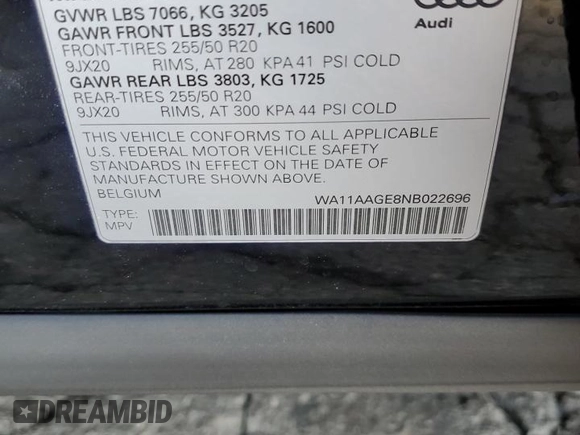 GVWR LBS 7066, KG 3205
GAWR FRONT LBS 3527, KG 1600
FRONT-TIRES 255/50 R20
9JX20 RIMS, AT 280 KPA 41 PSI COLD
GAWR REAR LBS 3803, KG 1725
REAR-TIRES 255/50 R20
9JX20 RIMS, AT 300 KPA 44 PSI COLD
Audi
THIS VEHICLE CONFORMS TO ALL APPLICABLE
U.S. FEDERAL MOTOR VEHICLE SAFETY
STANDARDS IN EFFECT ON THE DATE OF
MANUFACTURE SHOWN ABOVE.
BELGIUM
WA11AAGE8NB022696
TYPE:
MPV
DREAMBID